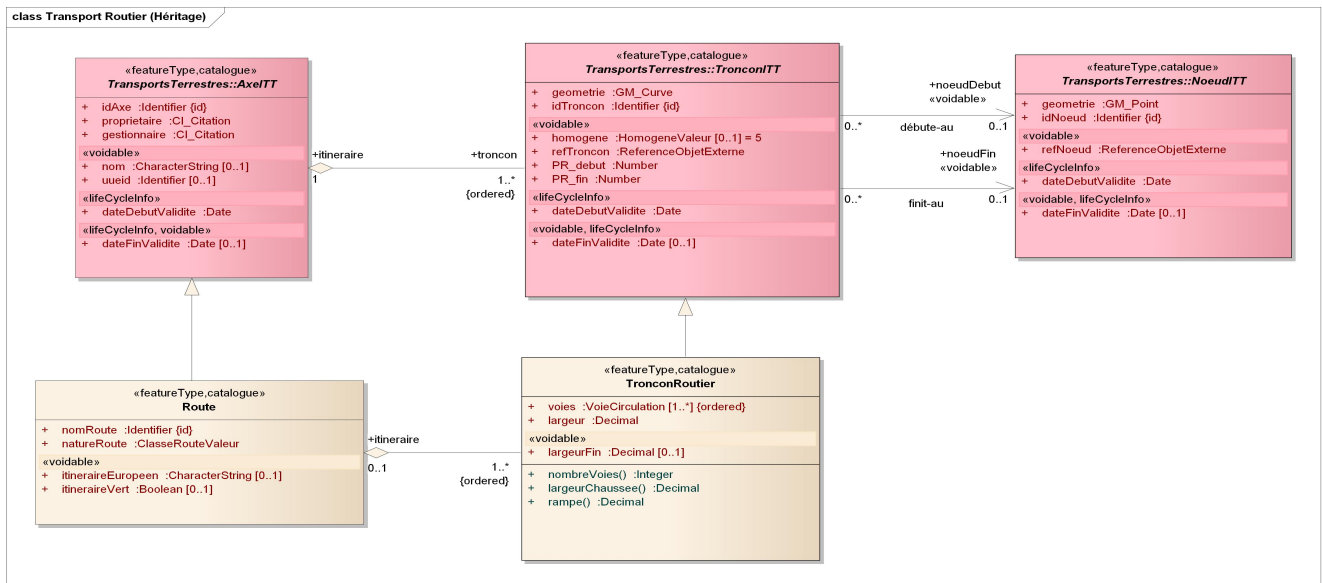 class Transport Routier (Héritage)
«featureType,catalogue»
TransportsTerrestres::AxeITT
+ idAxe :Identifier {id}
+ proprietaire :CI_Citation
+ gestionnaire :CI_Citation
«voidable»
+ nom :CharacterString [0..1]
+ uueid :Identifier [0..1]
«lifeCycleInfo»
+ dateDebutValidite :Date
«lifeCycleInfo, voidable»
+ dateFinValidite :Date [0..1]
+itineraire
1
+troncon
1..*
{ordered}
«featureType,catalogue»
TransportsTerrestres::TronconITT
+ geometrie :GM_Curve
+ idTroncon :Identifier {id}
«voidable»
+ homogene :HomogeneValeur [0..1] = 5
+ refTroncon :ReferenceObjetExterne
+ PR_debut :Number
+ PR_fin :Number
«lifeCycleInfo»
+ dateDebutValidite :Date
«voidable, lifeCycleInfo»
+ dateFinValidite :Date [0..1]
+noeudDebut
«voidable»
0..* débute-au 0..1
+noeudFin
«voidable»
0..* finit-au 0..1
«featureType,catalogue»
TransportsTerrestres::NoeudITT
+ geometrie :GM_Point
+ idNoeud :Identifier {id}
«voidable»
+ refNoeud :ReferenceObjetExterne
«lifeCycleInfo»
+ dateDebutValidite :Date
«voidable, lifeCycleInfo»
+ dateFinValidite :Date [0..1]
«featureType,catalogue»
Route
+ nomRoute :Identifier {id}
+ natureRoute :ClasseRouteValeur
«voidable»
+ itineraireEuropeen :CharacterString [0..1]
+ itineraireVert :Boolean [0..1]
+itineraire
0..1
1..*
{ordered}
«featureType,catalogue»
TronconRoutier
+ voies :VoieCirculation [1..*] {ordered}
+ largeur :Decimal
«voidable»
+ largeurFin :Decimal [0..1]
+ nombreVoies() :Integer
+ largeurChaussee() :Decimal
+ rampe() :Decimal